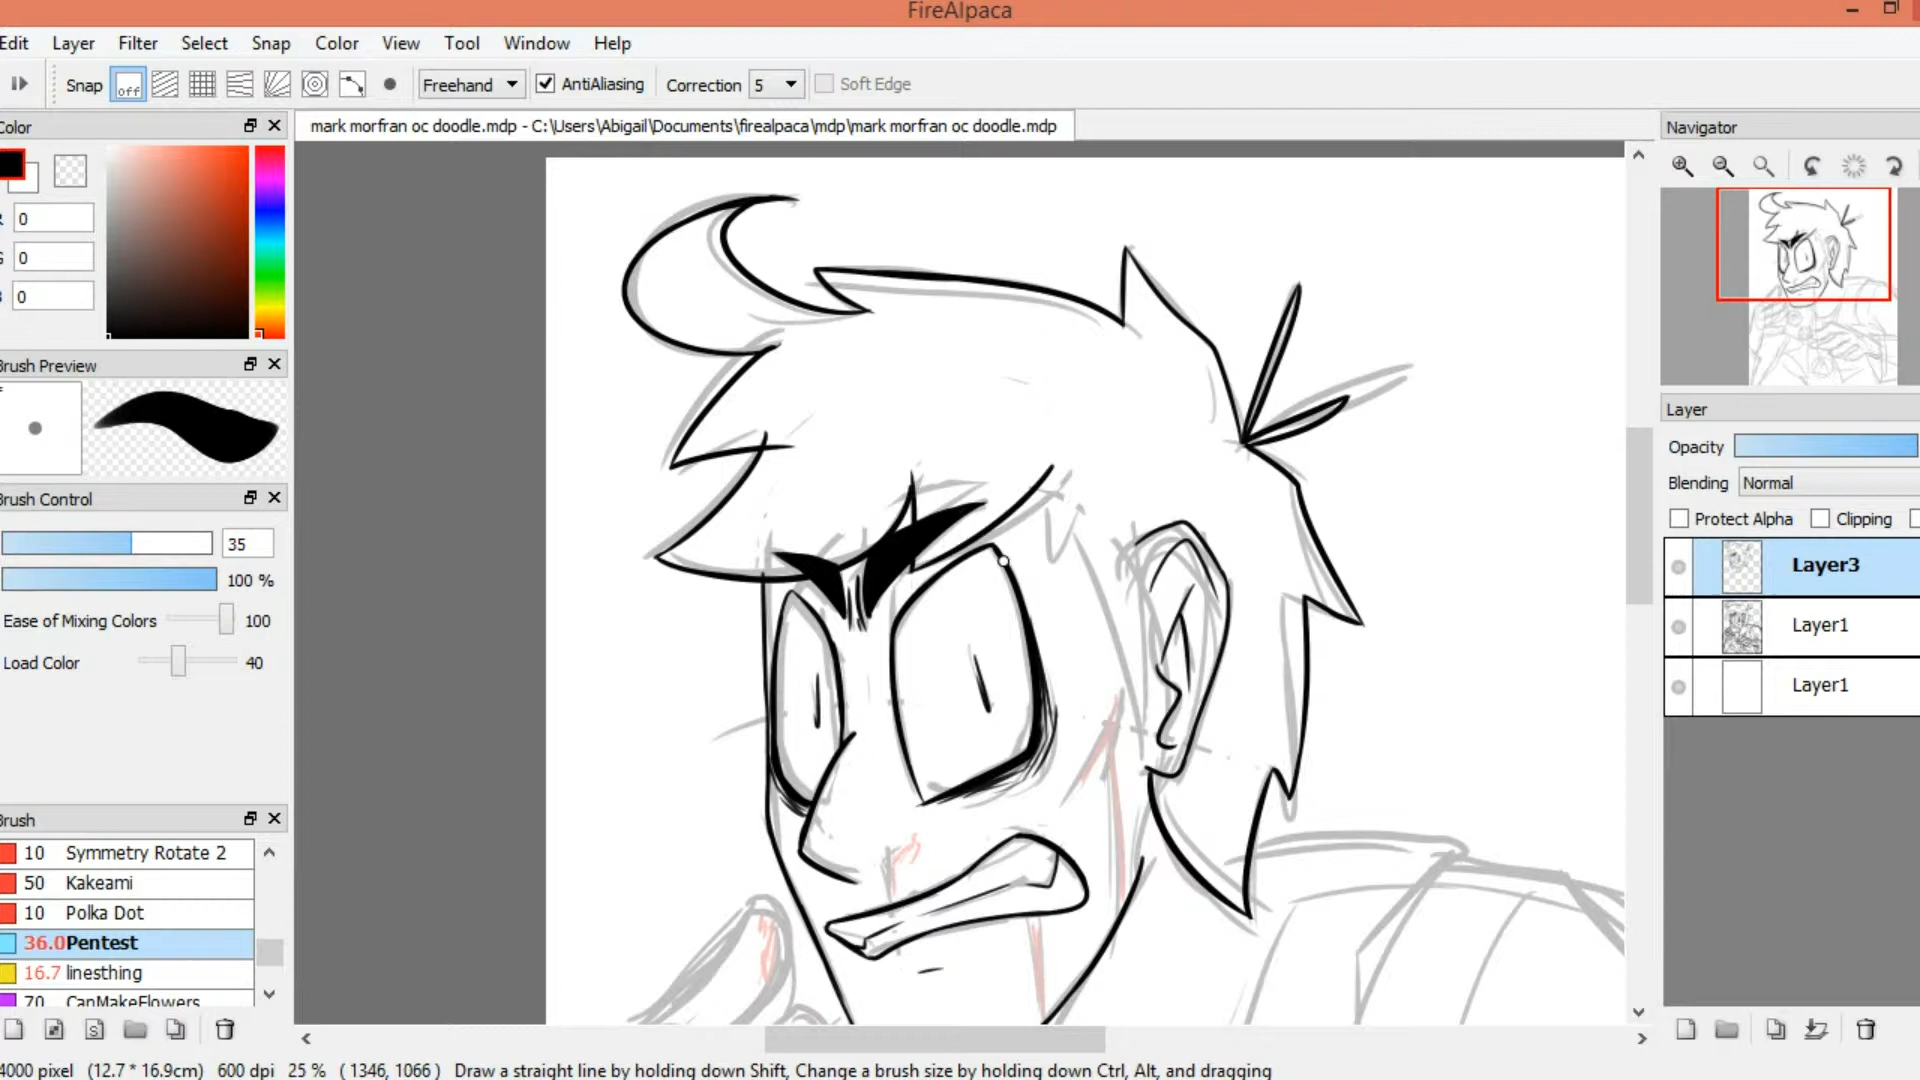 FireAlpaca
Edit Layer Filter Select Snap Color View Tool Window Help
Snap off Freehand AntiAliasing Correction 5 Soft Edge
Color
mark morfran oc doodle.mdp - C:\Users\Abigail\Documents\firealpaca\mdp\mark morfran oc doodle.mdp
Navigator
R 0
G 0
B 0
Brush Preview
Layer
Opacity
Blending Normal
Brush Control
Protect Alpha Clipping
35
Layer3
100 %
Ease of Mixing Colors 100
Layer1
Load Color 40
Layer1
Brush
10 Symmetry Rotate 2
50 Kakeami
10 Polka Dot
36.0 Pentest
16.7 linesthing
70 CanMakeFlowers
4000 pixel (12.7 * 16.9cm) 600 dpi 25 % ( 1346, 1066 ) Draw a straight line by holding down Shift, Change a brush size by holding down Ctrl, Alt, and dragging